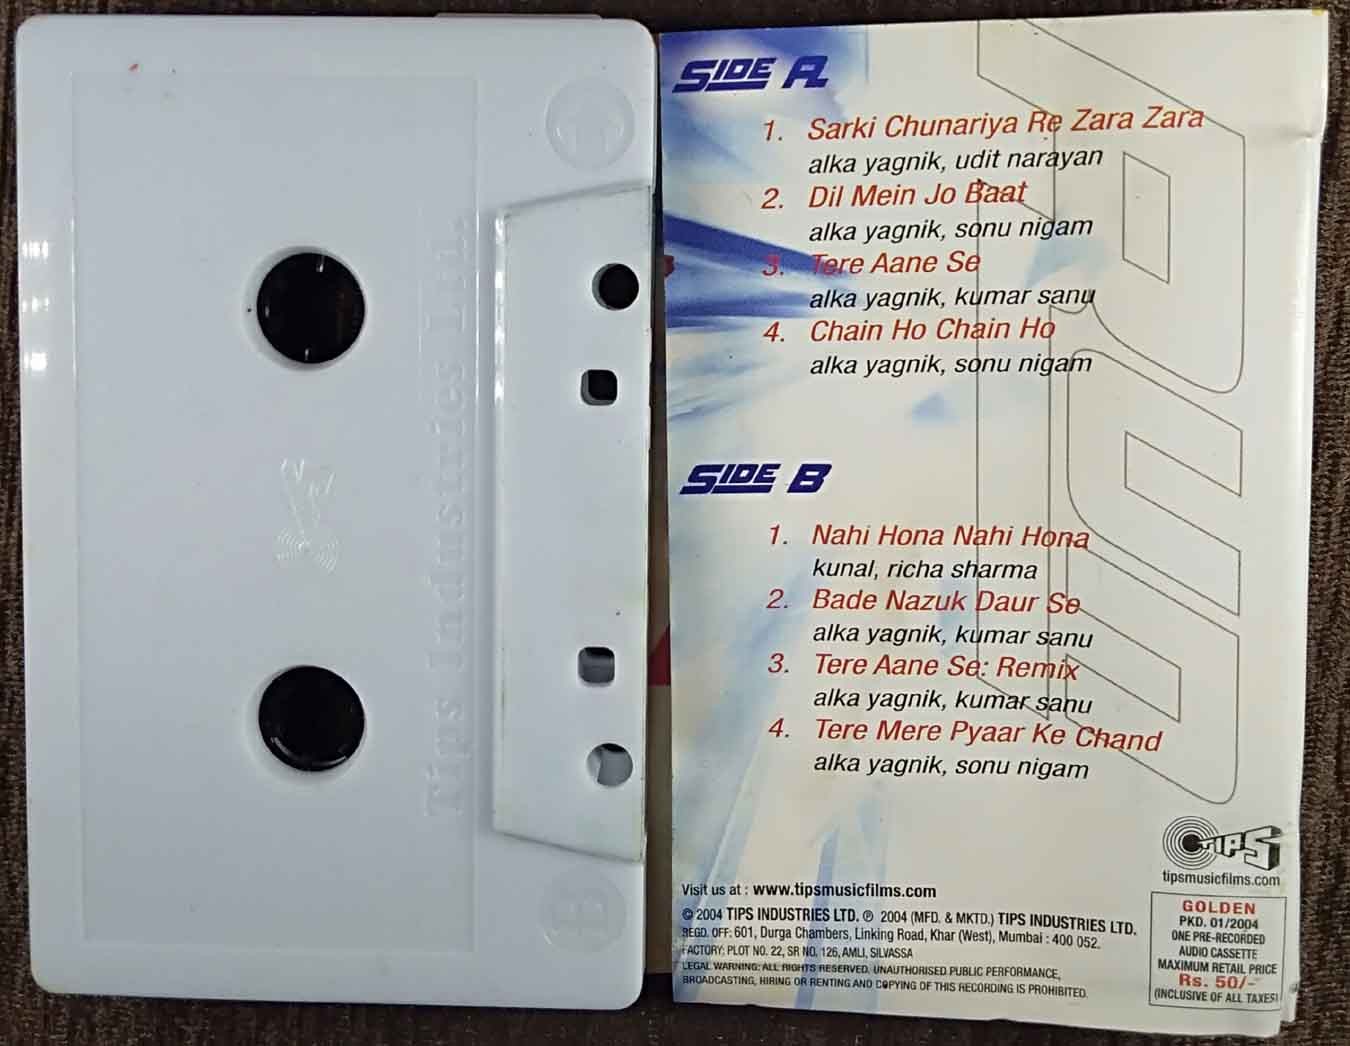 Tips Industries Ltd.
B
SIDE A
1. Sarki Chunariya Re Zara Zara
alka yagnik, udit narayan
2. Dil Mein Jo Baat
alka yagnik, sonu nigam
3. Tere Aane Se
alka yagnik, kumar sanu
4. Chain Ho Chain Ho
alka yagnik, sonu nigam
SIDE B
1. Nahi Hona Nahi Hona
kunal, richa sharma
2. Bade Nazuk Daur Se
alka yagnik, kumar sanu
3. Tere Aane Se: Remix
alka yagnik, kumar sanu
4. Tere Mere Pyaar Ke Chand
alka yagnik, sonu nigam
TIPS
tipsmusicfilms.com
Visit us at : www.tipsmusicfilms.com
© 2004 TIPS INDUSTRIES LTD. ℗ 2004 (MFD. & MKTD.) TIPS INDUSTRIES LTD.
REGD. OFF: 601, Durga Chambers, Linking Road, Khar (West), Mumbai : 400 052.
FACTORY: PLOT NO. 22, SR NO. 126, AMLI, SILVASSA
LEGAL WARNING: ALL RIGHTS RESERVED. UNAUTHORISED PUBLIC PERFORMANCE,
BROADCASTING, HIRING OR RENTING AND COPYING OF THIS RECORDING IS PROHIBITED.
GOLDEN
PKD. 01/2004
ONE PRE-RECORDED
AUDIO CASSETTE
MAXIMUM RETAIL PRICE
Rs. 50/-
(INCLUSIVE OF ALL TAXES)